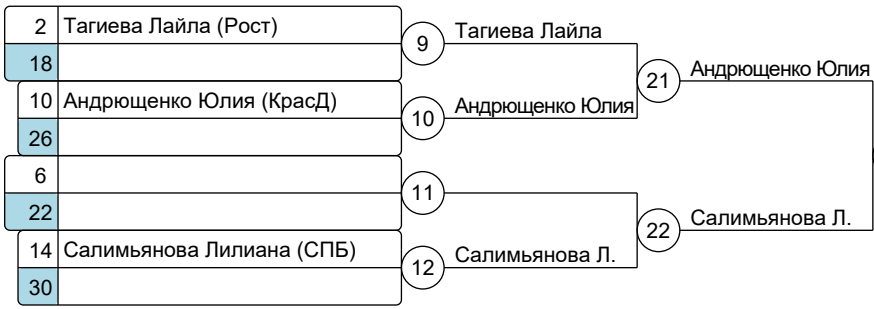 2 Тагиева Лайла (Рост)
18
9 Тагиева Лайла
10 Андрющенко Юлия (КрасД)
26
10 Андрющенко Юлия
21 Андрющенко Юлия
6
22
11
14 Салимьянова Лилиана (СПБ)
30
12 Салимьянова Л.
22 Салимьянова Л.